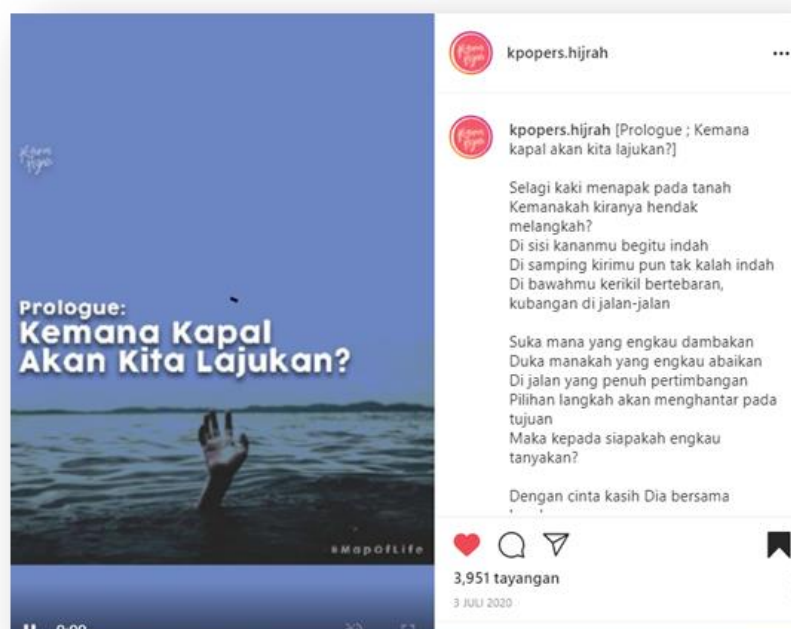 kpopers.hijrah
kpopers.hijrah [Prologue ; Kemana
kapal akan kita lajukan?]
Selagi kaki menapak pada tanah
Kemanakah kiranya hendak
melangkah?
Di sisi kananmu begitu indah
Di samping kirimu pun tak kalah indah
Di bawahmu kerikil bertebaran,
kubangan di jalan-jalan
Suka mana yang engkau dambakan
Duka manakah yang engkau abaikan
Di jalan yang penuh pertimbangan
Pilihan langkah akan menghantar pada
tujuan
Maka kepada siapakah engkau
tanyakan?
Dengan cinta kasih Dia bersama
3,951 tayangan
3 JULI 2020
Prologue:
Kemana Kapal
Akan Kita Lajukan?
#MapOfLife